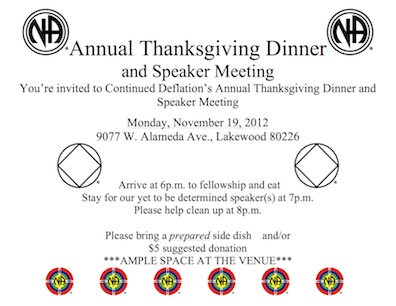 NA NA
Annual Thanksgiving Dinner
and Speaker Meeting
You're invited to Continued Deflation's Annual Thanksgiving Dinner and
Speaker Meeting
Monday, November 19, 2012
9077 W. Alameda Ave., Lakewood 80226
Arrive at 6p.m. to fellowship and eat
Stay for our yet to be determined speaker(s) at 7p.m.
Please help clean up at 8p.m.
Please bring a prepared side dish and/or
$5 suggested donation
***AMPLE SPACE AT THE VENUE***